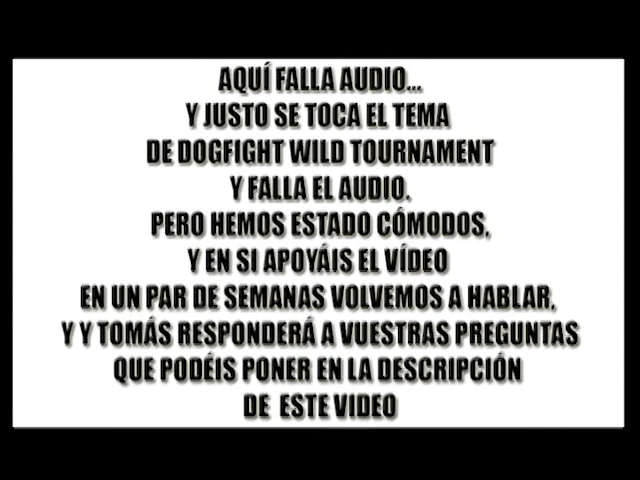 AQUÍ FALLA AUDIO...
Y JUSTO SE TOCA EL TEMA
DE DOGFIGHT WILD TOURNAMENT
Y FALLA EL AUDIO.
PERO HEMOS ESTADO CÓMODOS,
Y EN SI APOYÁIS EL VÍDEO
EN UN PAR DE SEMANAS VOLVEMOS A HABLAR,
Y Y TOMÁS RESPONDERÁ A VUESTRAS PREGUNTAS
QUE PODÉIS PONER EN LA DESCRIPCIÓN
DE ESTE VIDEO